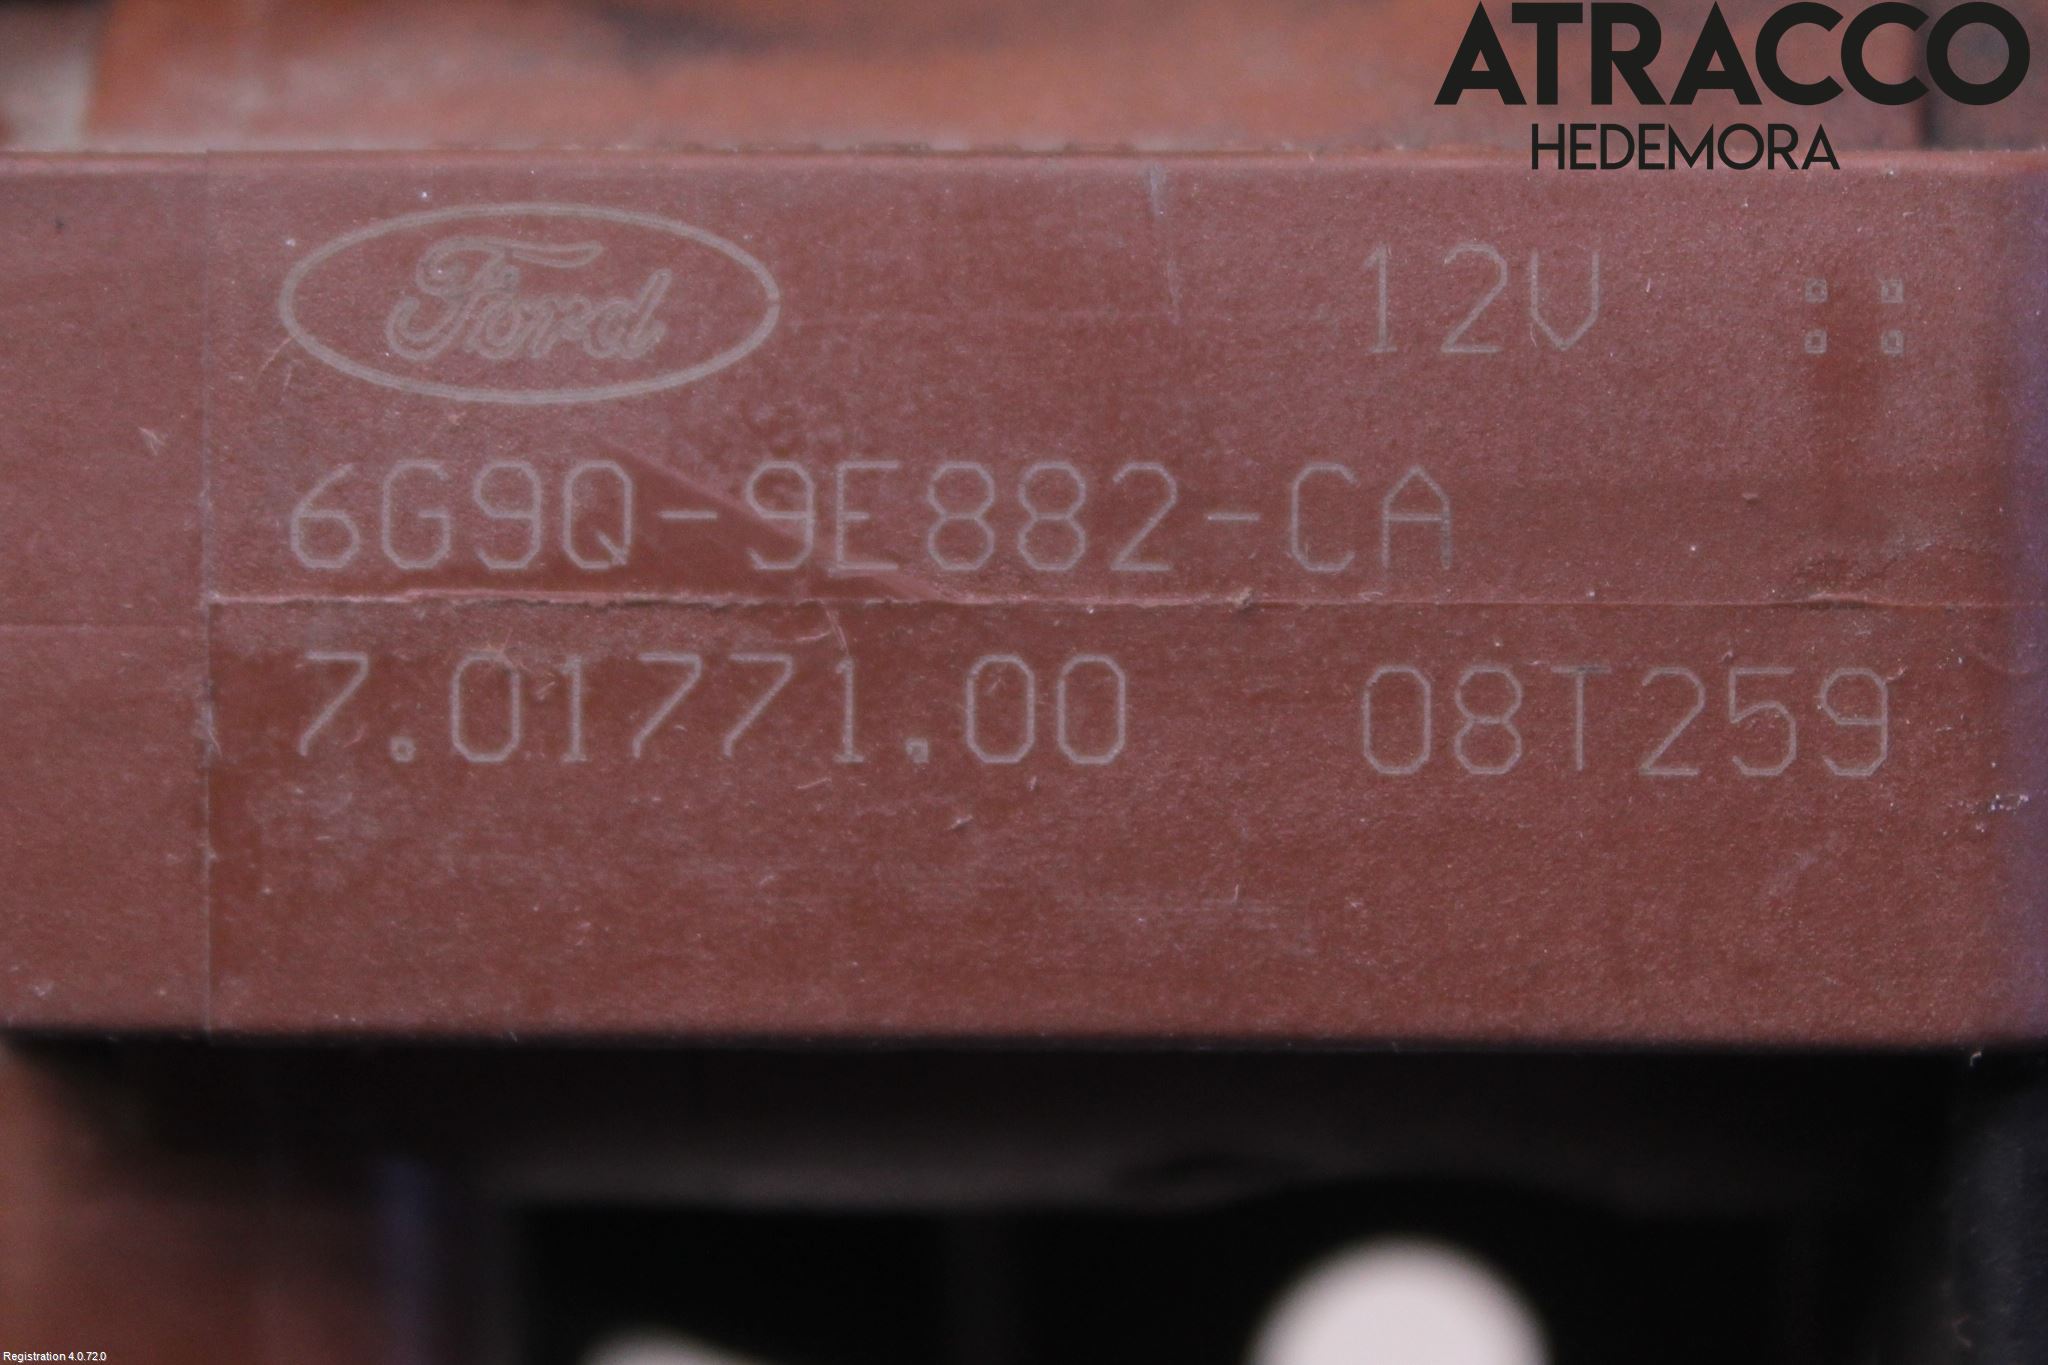 ATRACCO
HEDEMORA
Ford 12V
6G9Q-9E882-CA
7.01771.00 08T259
Registration 4.0.72.0